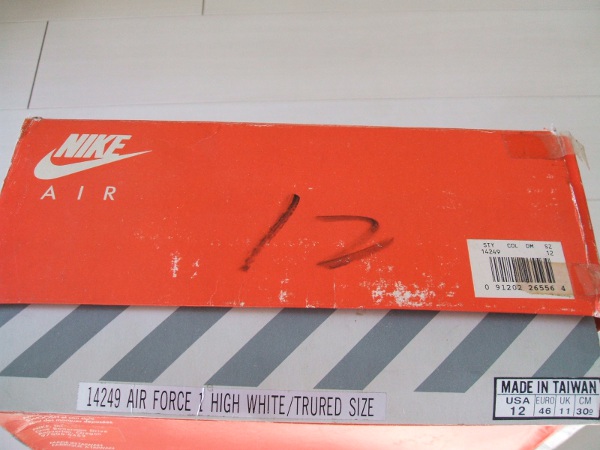 NIKE
AIR
12
STY COL DM SZ
14249 12
0 91202 26556 4
14249 AIR FORCE 2 HIGH WHITE/TRURED SIZE
MADE IN TAIWAN
USA EURO UK CM
12 46 11 30